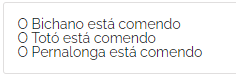 O Bichano está comendo
O Totó está comendo
O Pernalonga está comendo